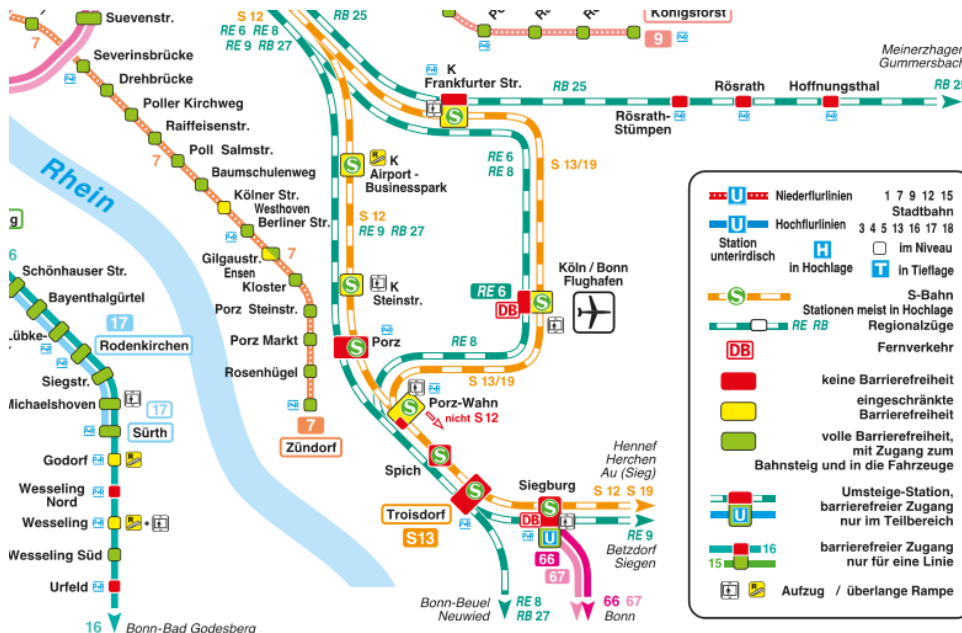 Suevenstr.
7
Severinsbrücke
Drehbrücke
Poller Kirchweg
Raiffeisenstr.
7
Poll Salmstr.
Baumschulenweg
Kölner Str.
Westhoven
Berliner Str.
Gilgaustr.
7
Ensen
Kloster
Porz Steinstr.
Porz Markt
Rosenhügel
7
Zündorf
Rhein
S 12
RE 6 RE 8
RE 9 RB 27
RB 25
Königsforst
9
P+R
K
Frankfurter Str.
RB 25
Rösrath-
Stümpen
Rösrath
Hoffnungsthal
Meinerzhagen
Gummersbach
RB 25
K
Airport -
Businesspark
S 12
RE 9 RB 27
K
Steinstr.
Porz
RE 6
RE 8
S 13/19
RE 6
DB
Köln / Bonn
Flughafen
RE 8
S 13/19
Porz-Wahn
nicht S 12
Spich
Troisdorf
S13
Siegburg
DB
U
66
67
Hennef
Herchen
Au (Sieg)
S 12 S 19
RE 9
Betzdorf
Siegen
Bonn-Beuel
Neuwied
RE 8
RB 27
66 67
Bonn
g
6
Schönhauser Str.
Bayenthalgürtel
Lübke-
17
Rodenkirchen
Siegstr.
Michaelshoven
17
Sürth
Godorf
Wesseling
Nord
Wesseling
Wesseling Süd
Urfeld
16
Bonn-Bad Godesberg
U
Niederflurlinien
1 7 9 12 15
Stadtbahn
U
Hochflurlinien
3 4 5 13 16 17 18
Station
unterirdisch
H
in Hochlage
im Niveau
T
in Tieflage
S
S-Bahn
Stationen meist in Hochlage
RE RB
Regionalzüge
DB
Fernverkehr
keine Barrierefreiheit
eingeschränkte
Barrierefreiheit
volle Barrierefreiheit,
mit Zugang zum
Bahnsteig und in die Fahrzeuge
U
Umsteige-Station,
barrierefreier Zugang
nur im Teilbereich
16
15
barrierefreier Zugang
nur für eine Linie
Aufzug / überlange Rampe